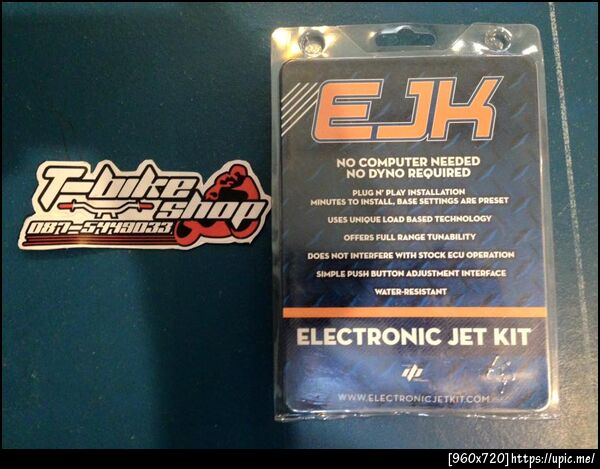 T-bike
shop
087-5449033
EJK
NO COMPUTER NEEDED
NO DYNO REQUIRED
PLUG N' PLAY INSTALLATION
MINUTES TO INSTALL, BASE SETTINGS ARE PRESET
USES UNIQUE LOAD BASED TECHNOLOGY
OFFERS FULL RANGE TUNABILITY
DOES NOT INTERFERE WITH STOCK ECU OPERATION
SIMPLE PUSH BUTTON ADJUSTMENT INTERFACE
WATER-RESISTANT
ELECTRONIC JET KIT
WWW.ELECTRONICJETKIT.COM
[960x720]https://upic.me/